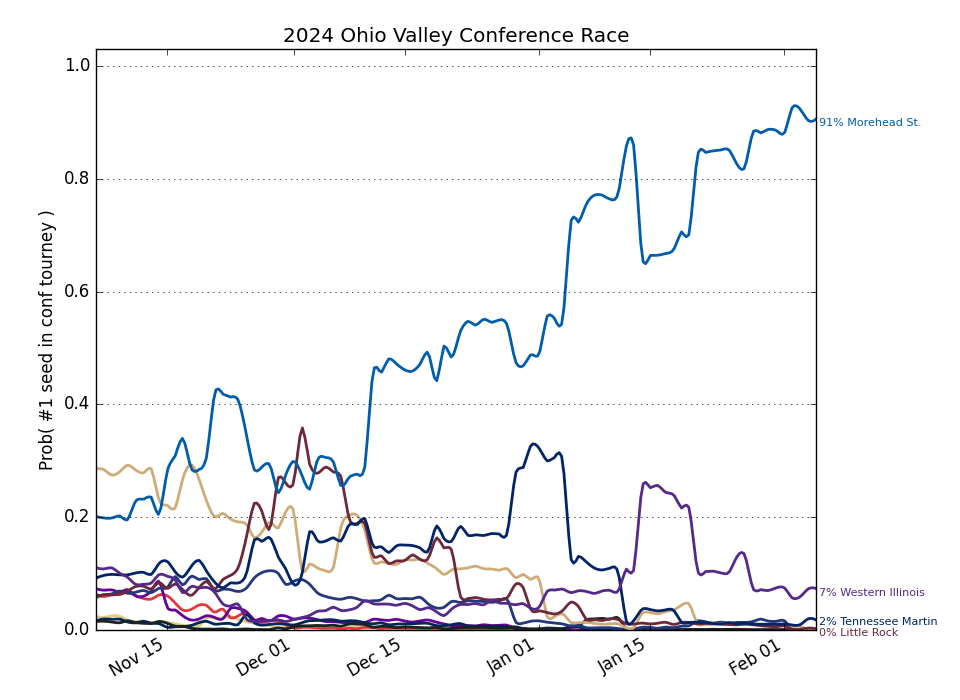 2024 Ohio Valley Conference Race
Prob( #1 seed in conf tourney )
1.0
0.8
0.6
0.4
0.2
0.0
91% Morehead St.
7% Western Illinois
2% Tennessee Martin
0% Little Rock
Nov 15
Dec 01
Dec 15
Jan 01
Jan 15
Feb 01